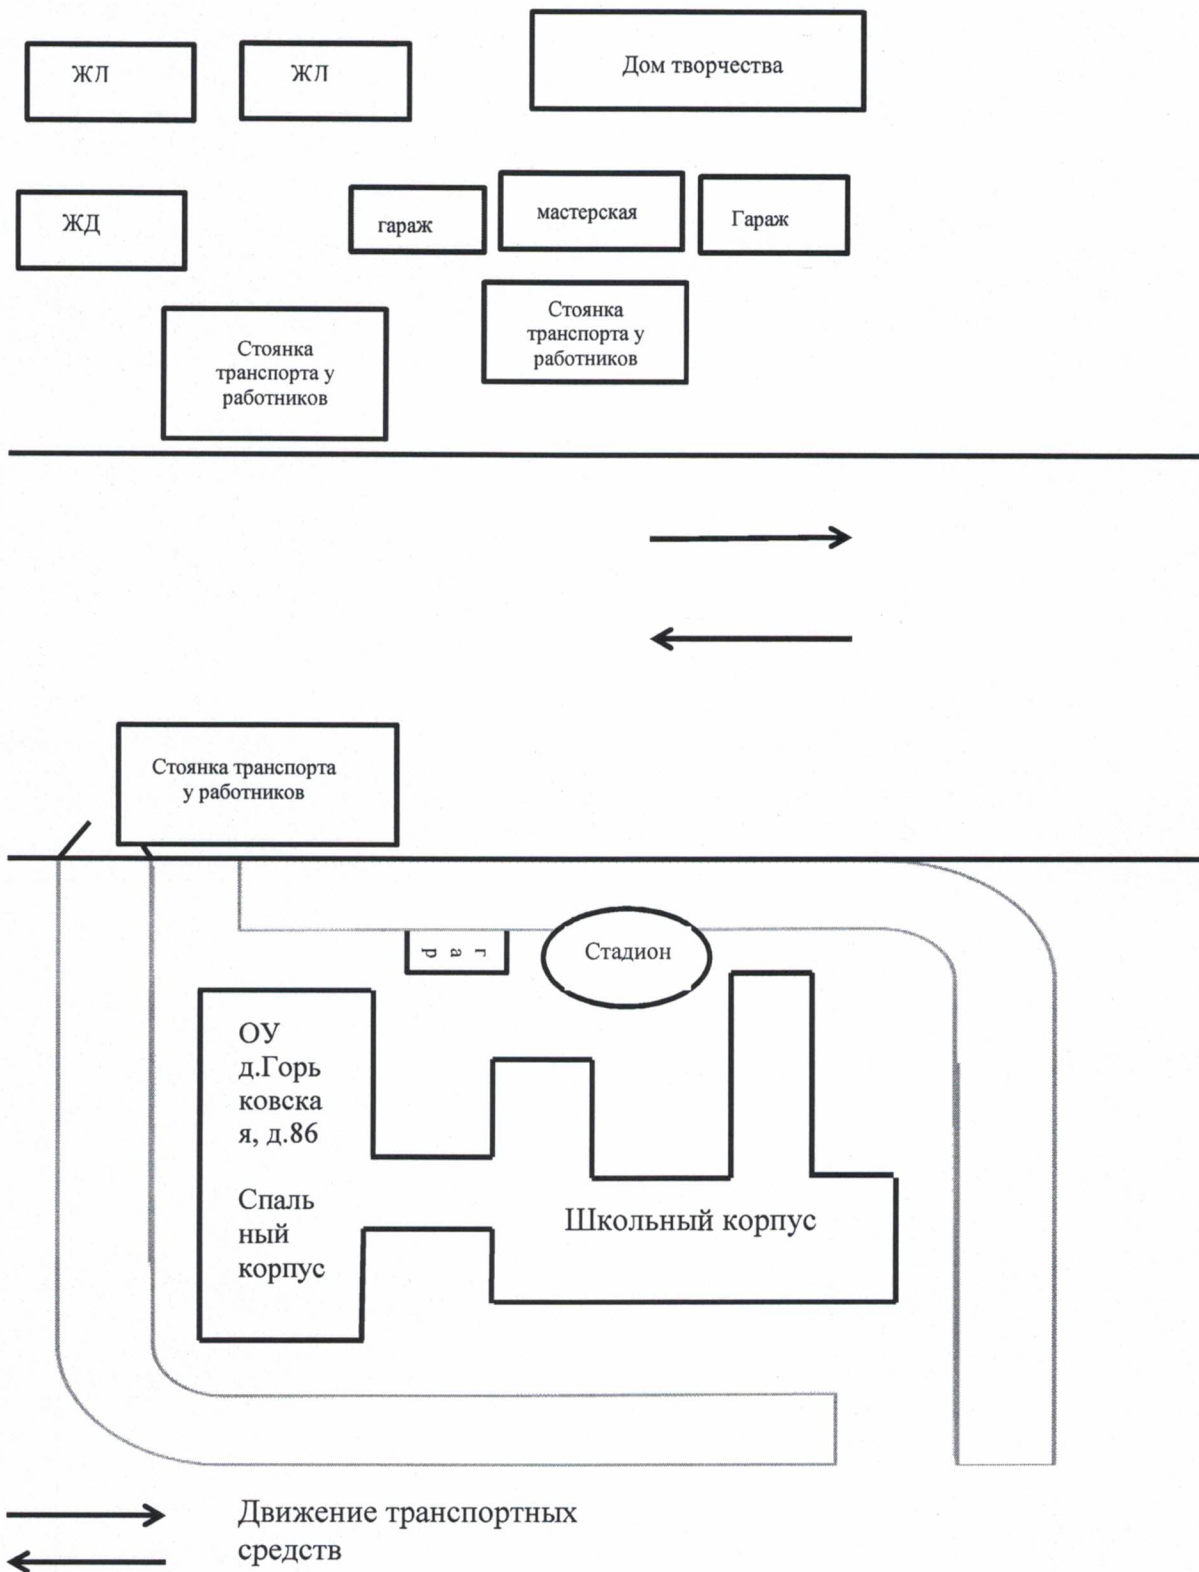 ЖЛ
ЖЛ
Дом творчества
ЖД
гараж
мастерская
Гараж
Стоянка
транспорта у
работников
Стоянка
транспорта у
работников
Стоянка транспорта
у работников
г а р
Стадион
ОУ
д.Горь
ковска
я, д.86
Спаль
ный
корпус
Школьный корпус
Движение транспортных
средств